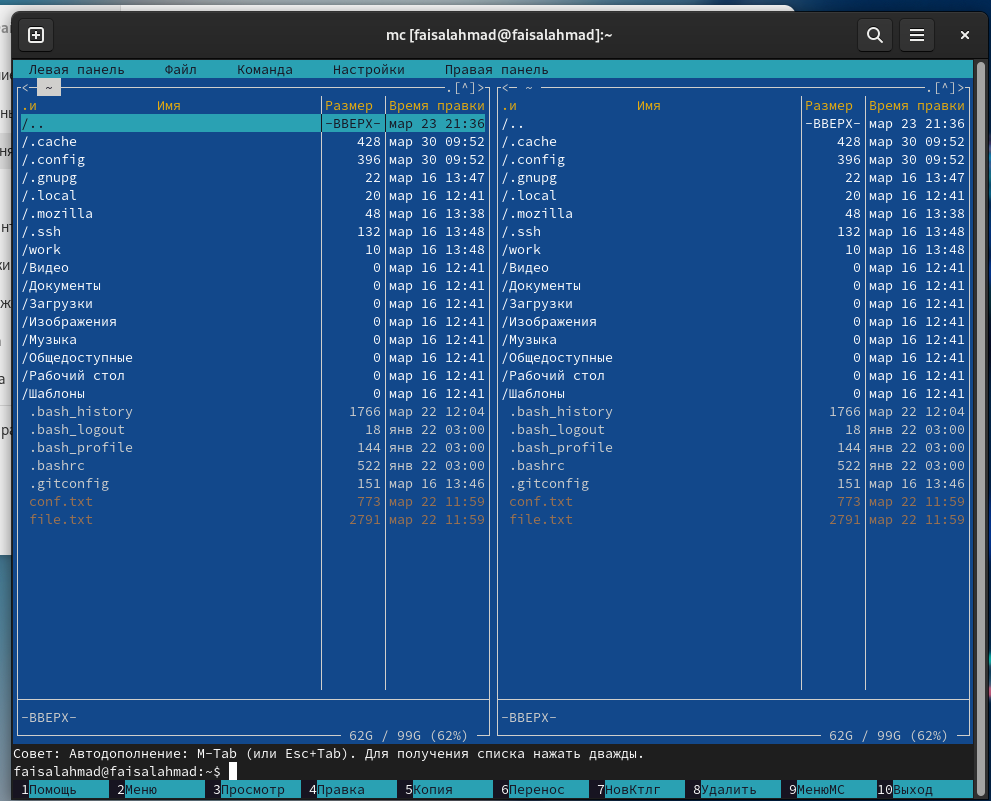 mc [faisalahmad@faisalahmad]:~
Левая панель Файл Команда Настройки Правая панель
<─ ~ ─.[^]> <─ ~ ─.[^]>
.и Имя Размер Время правки .и Имя Размер Время правки
/.. -ВВЕРХ- мар 23 21:36 /.. -ВВЕРХ- мар 23 21:36
/.cache 428 мар 30 09:52 /.cache 428 мар 30 09:52
/.config 396 мар 30 09:52 /.config 396 мар 30 09:52
/.gnupg 22 мар 16 13:47 /.gnupg 22 мар 16 13:47
/.local 20 мар 16 12:41 /.local 20 мар 16 12:41
/.mozilla 48 мар 16 13:38 /.mozilla 48 мар 16 13:38
/.ssh 132 мар 16 13:48 /.ssh 132 мар 16 13:48
/work 10 мар 16 13:48 /work 10 мар 16 13:48
/Видео 0 мар 16 12:41 /Видео 0 мар 16 12:41
/Документы 0 мар 16 12:41 /Документы 0 мар 16 12:41
/Загрузки 0 мар 16 12:41 /Загрузки 0 мар 16 12:41
/Изображения 0 мар 16 12:41 /Изображения 0 мар 16 12:41
/Музыка 0 мар 16 12:41 /Музыка 0 мар 16 12:41
/Общедоступные 0 мар 16 12:41 /Общедоступные 0 мар 16 12:41
/Рабочий стол 0 мар 16 12:41 /Рабочий стол 0 мар 16 12:41
/Шаблоны 0 мар 16 12:41 /Шаблоны 0 мар 16 12:41
.bash_history 1766 мар 22 12:04 .bash_history 1766 мар 22 12:04
.bash_logout 18 янв 22 03:00 .bash_logout 18 янв 22 03:00
.bash_profile 144 янв 22 03:00 .bash_profile 144 янв 22 03:00
.bashrc 522 янв 22 03:00 .bashrc 522 янв 22 03:00
.gitconfig 151 мар 16 13:46 .gitconfig 151 мар 16 13:46
conf.txt 773 мар 22 11:59 conf.txt 773 мар 22 11:59
file.txt 2791 мар 22 11:59 file.txt 2791 мар 22 11:59
-ВВЕРХ- -ВВЕРХ-
62G / 99G (62%) 62G / 99G (62%)
Совет: Автодополнение: M-Tab (или Esc+Tab). Для получения списка нажать дважды.
faisalahmad@faisalahmad:~$
1Помощь 2Меню 3Просмотр 4Правка 5Копия 6Перенос 7НовКтлг 8Удалить 9МенюMC 10Выход